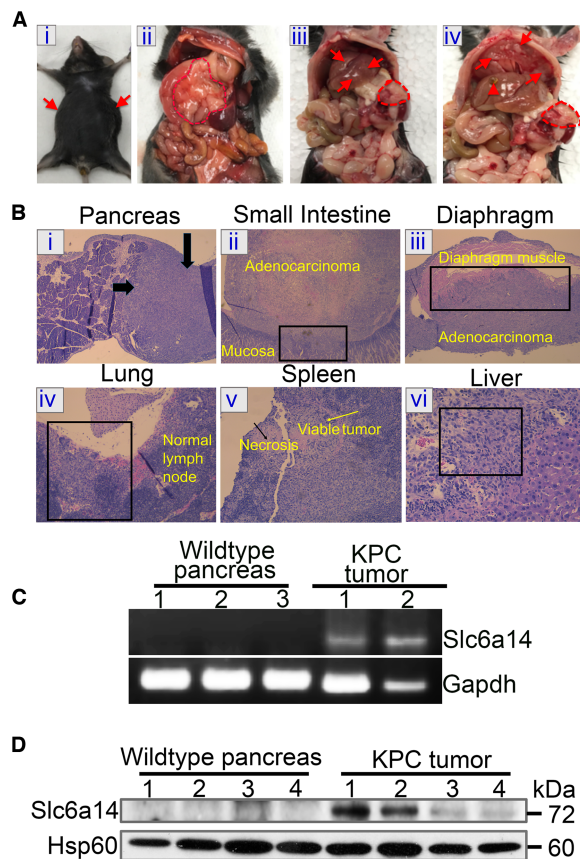 A
i ii iii iv
B
Pancreas Small Intestine Diaphragm
i ii iii
Diaphragm muscle
Adenocarcinoma
Mucosa
Adenocarcinoma
Lung Spleen Liver
iv v vi
Normal
lymph
node
Viable tumor
Necrosis
C
Wildtype
pancreas
KPC
tumor
1 2 3 1 2
Slc6a14
Gapdh
D
Wildtype pancreas KPC tumor
1 2 3 4 1 2 3 4 kDa
Slc6a14 72
Hsp60 60